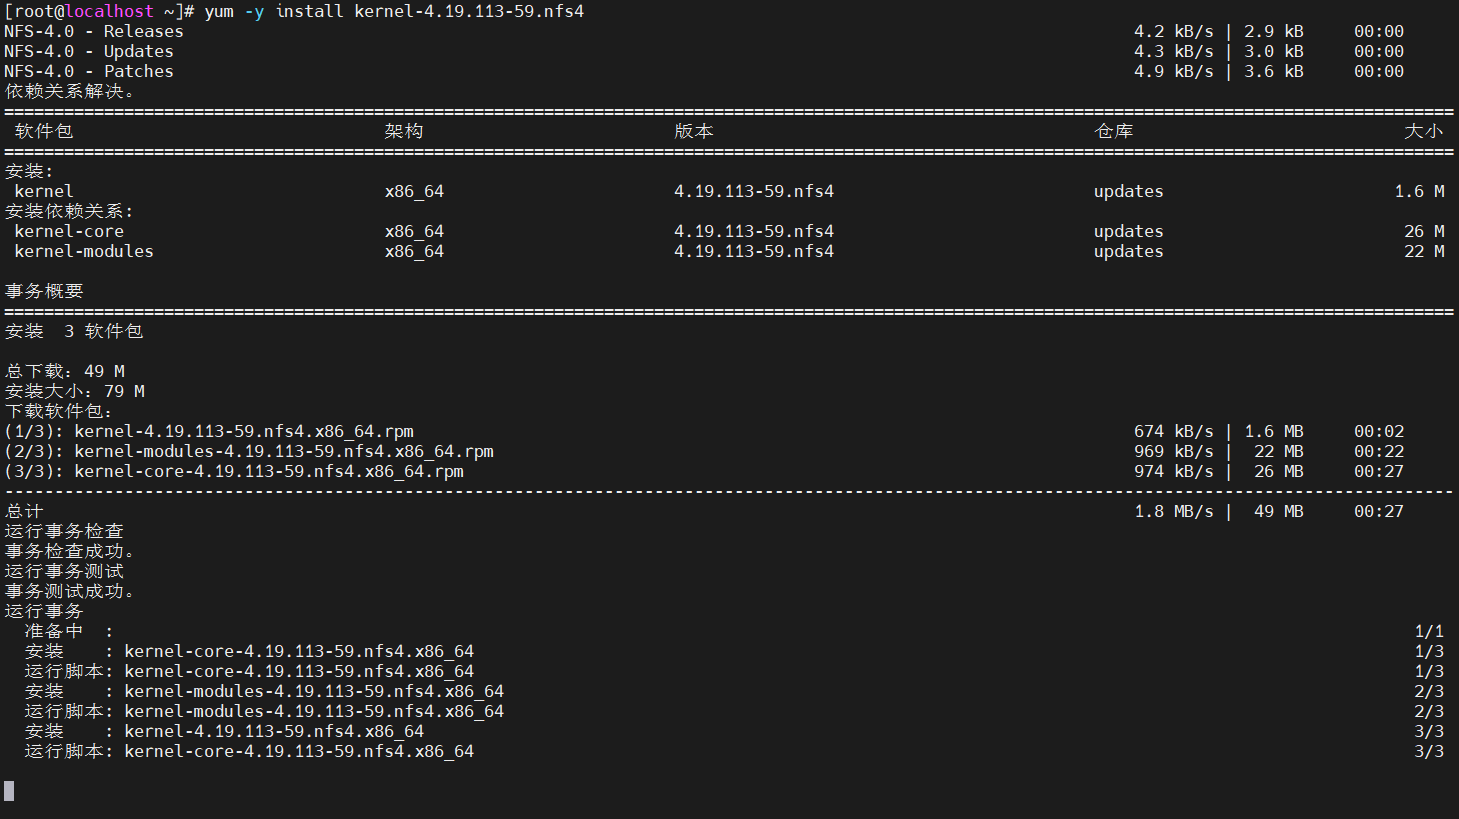 [root@localhost ~]# yum -y install kernel-4.19.113-59.nfs4
NFS-4.0 - Releases 4.2 kB/s | 2.9 kB 00:00
NFS-4.0 - Updates 4.3 kB/s | 3.0 kB 00:00
NFS-4.0 - Patches 4.9 kB/s | 3.6 kB 00:00
依赖关系解决。
软件包 架构 版本 仓库 大小
安装:
kernel x86_64 4.19.113-59.nfs4 updates 1.6 M
安装依赖关系:
kernel-core x86_64 4.19.113-59.nfs4 updates 26 M
kernel-modules x86_64 4.19.113-59.nfs4 updates 22 M
事务概要
安装 3 软件包
总下载：49 M
安装大小：79 M
下载软件包：
(1/3): kernel-4.19.113-59.nfs4.x86_64.rpm 674 kB/s | 1.6 MB 00:02
(2/3): kernel-modules-4.19.113-59.nfs4.x86_64.rpm 969 kB/s | 22 MB 00:22
(3/3): kernel-core-4.19.113-59.nfs4.x86_64.rpm 974 kB/s | 26 MB 00:27
总计 1.8 MB/s | 49 MB 00:27
运行事务检查
事务检查成功。
运行事务测试
事务测试成功。
运行事务
准备中 : 1/1
安装 : kernel-core-4.19.113-59.nfs4.x86_64 1/3
运行脚本: kernel-core-4.19.113-59.nfs4.x86_64 1/3
安装 : kernel-modules-4.19.113-59.nfs4.x86_64 2/3
运行脚本: kernel-modules-4.19.113-59.nfs4.x86_64 2/3
安装 : kernel-4.19.113-59.nfs4.x86_64 3/3
运行脚本: kernel-core-4.19.113-59.nfs4.x86_64 3/3